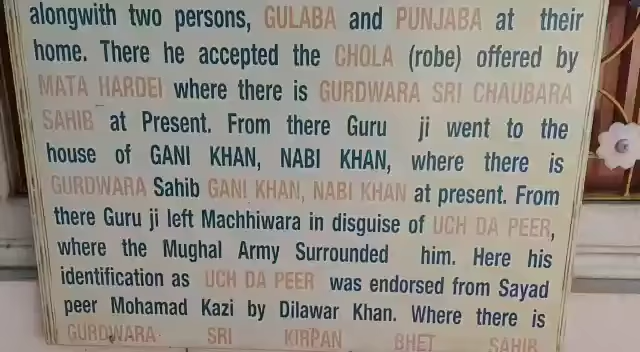 alongwith two persons, GULABA and PUNJABA at their
home. There he accepted the CHOLA (robe) offered by
MATA HARDEI where there is GURDWARA SRI CHAUBARA
SAHIB at Present. From there Guru ji went to the
house of GANI KHAN, NABI KHAN, where there is
GURDWARA Sahib GANI KHAN, NABI KHAN at present. From
there Guru ji left Machhiwara in disguise of UCH DA PEER,
where the Mughal Army Surrounded him. Here his
identification as UCH DA PEER was endorsed from Sayad
peer Mohamad Kazi by Dilawar Khan. Where there is
GURDWARA SRI KIRPAN BHET SAHIB